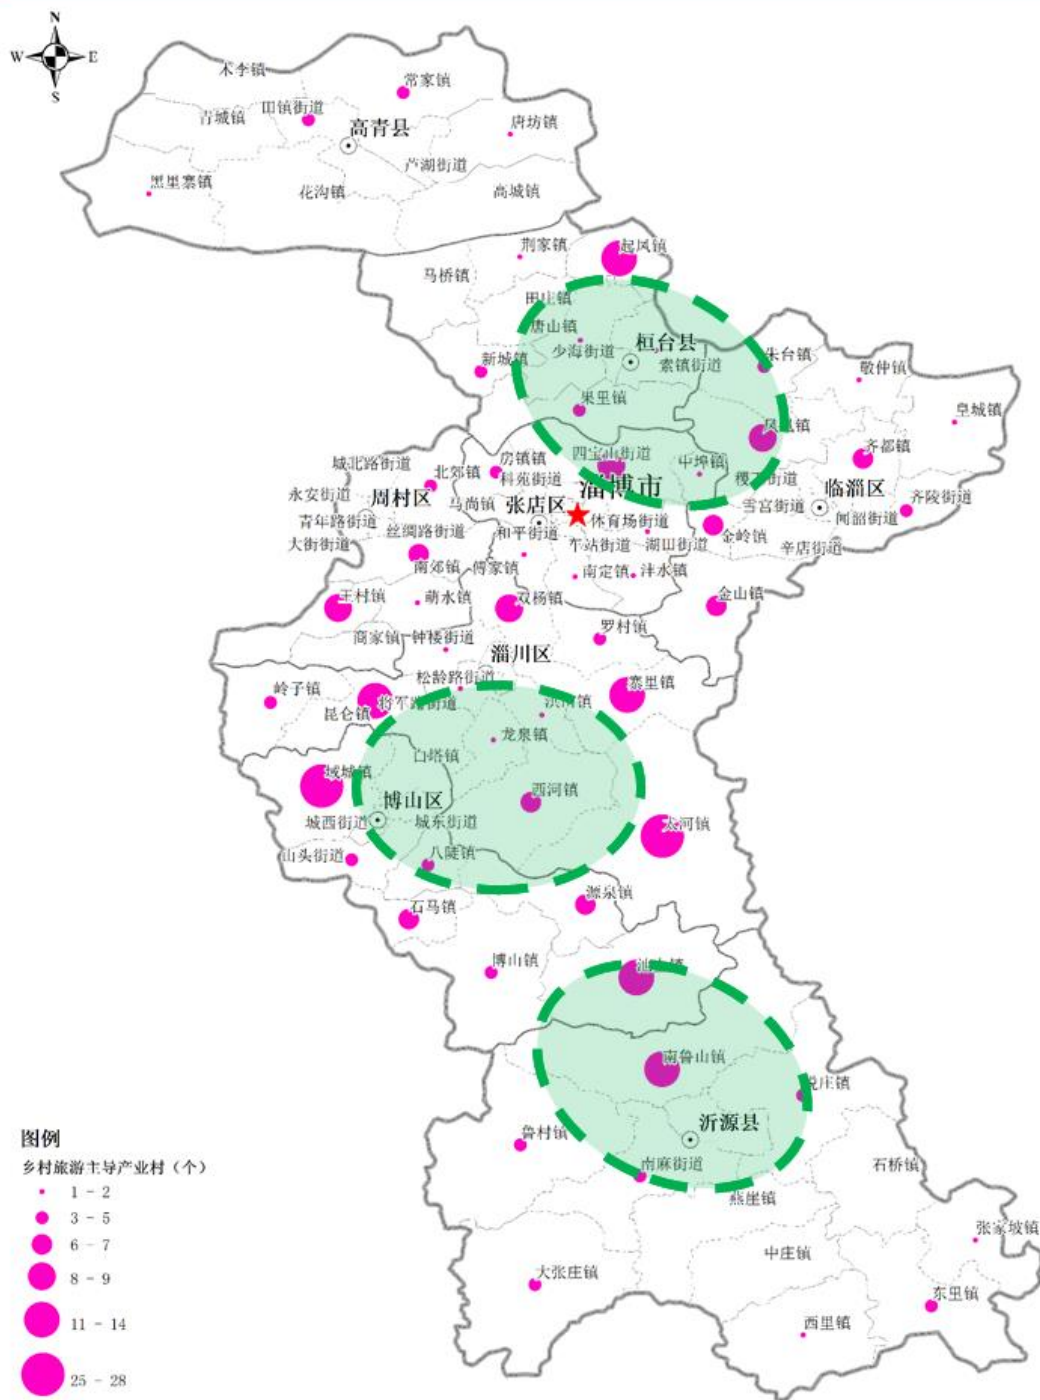 N
W
E
S
木李镇
常家镇
田镇街道
青城镇
高青县
唐坊镇
芦湖街道
黑里寨镇
花沟镇
高城镇
荆家镇
起凤镇
马桥镇
田庄镇
唐山镇
桓台县
少海街道
索镇街道
新城镇
朱台镇
敬仲镇
果里镇
皇城镇
凤凰镇
齐都镇
四宝山街道
房镇镇
中埠镇
城北路街道
北郊镇
科苑街道
稷下街道
淄博市
临淄区
永安街道
周村区
马尚镇
张店区
雪宫街道
齐陵街道
青年路街道
体育场街道
闻韶街道
丝绸路街道
和平街道
金岭镇
大街街道
车站街道
湖田街道
辛店街道
南郊镇
傅家镇
南定镇
沣水镇
王村镇
萌水镇
双杨镇
金山镇
商家镇
钟楼街道
罗村镇
淄川区
松龄路街道
岭子镇
将军路街道
寨里镇
昆仑镇
洪山镇
龙泉镇
口塔镇
域城镇
西河镇
博山区
城西街道
城东街道
太河镇
山头街道
八陡镇
石马镇
源泉镇
博山镇
南鲁山镇
悦庄镇
沂源县
鲁村镇
南麻街道
石桥镇
燕崖镇
张家坡镇
中庄镇
大张庄镇
东里镇
西里镇
图例
乡村旅游主导产业村（个）
1 - 2
3 - 5
6 - 7
8 - 9
11 - 14
25 - 28